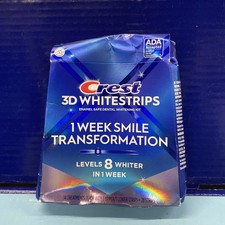 ADA
Crest
3D WHITESTRIPS
ENAMEL SAFE DENTAL WHITENING KIT
1 WEEK SMILE
TRANSFORMATION
LEVELS 8 WHITER
IN 1 WEEK